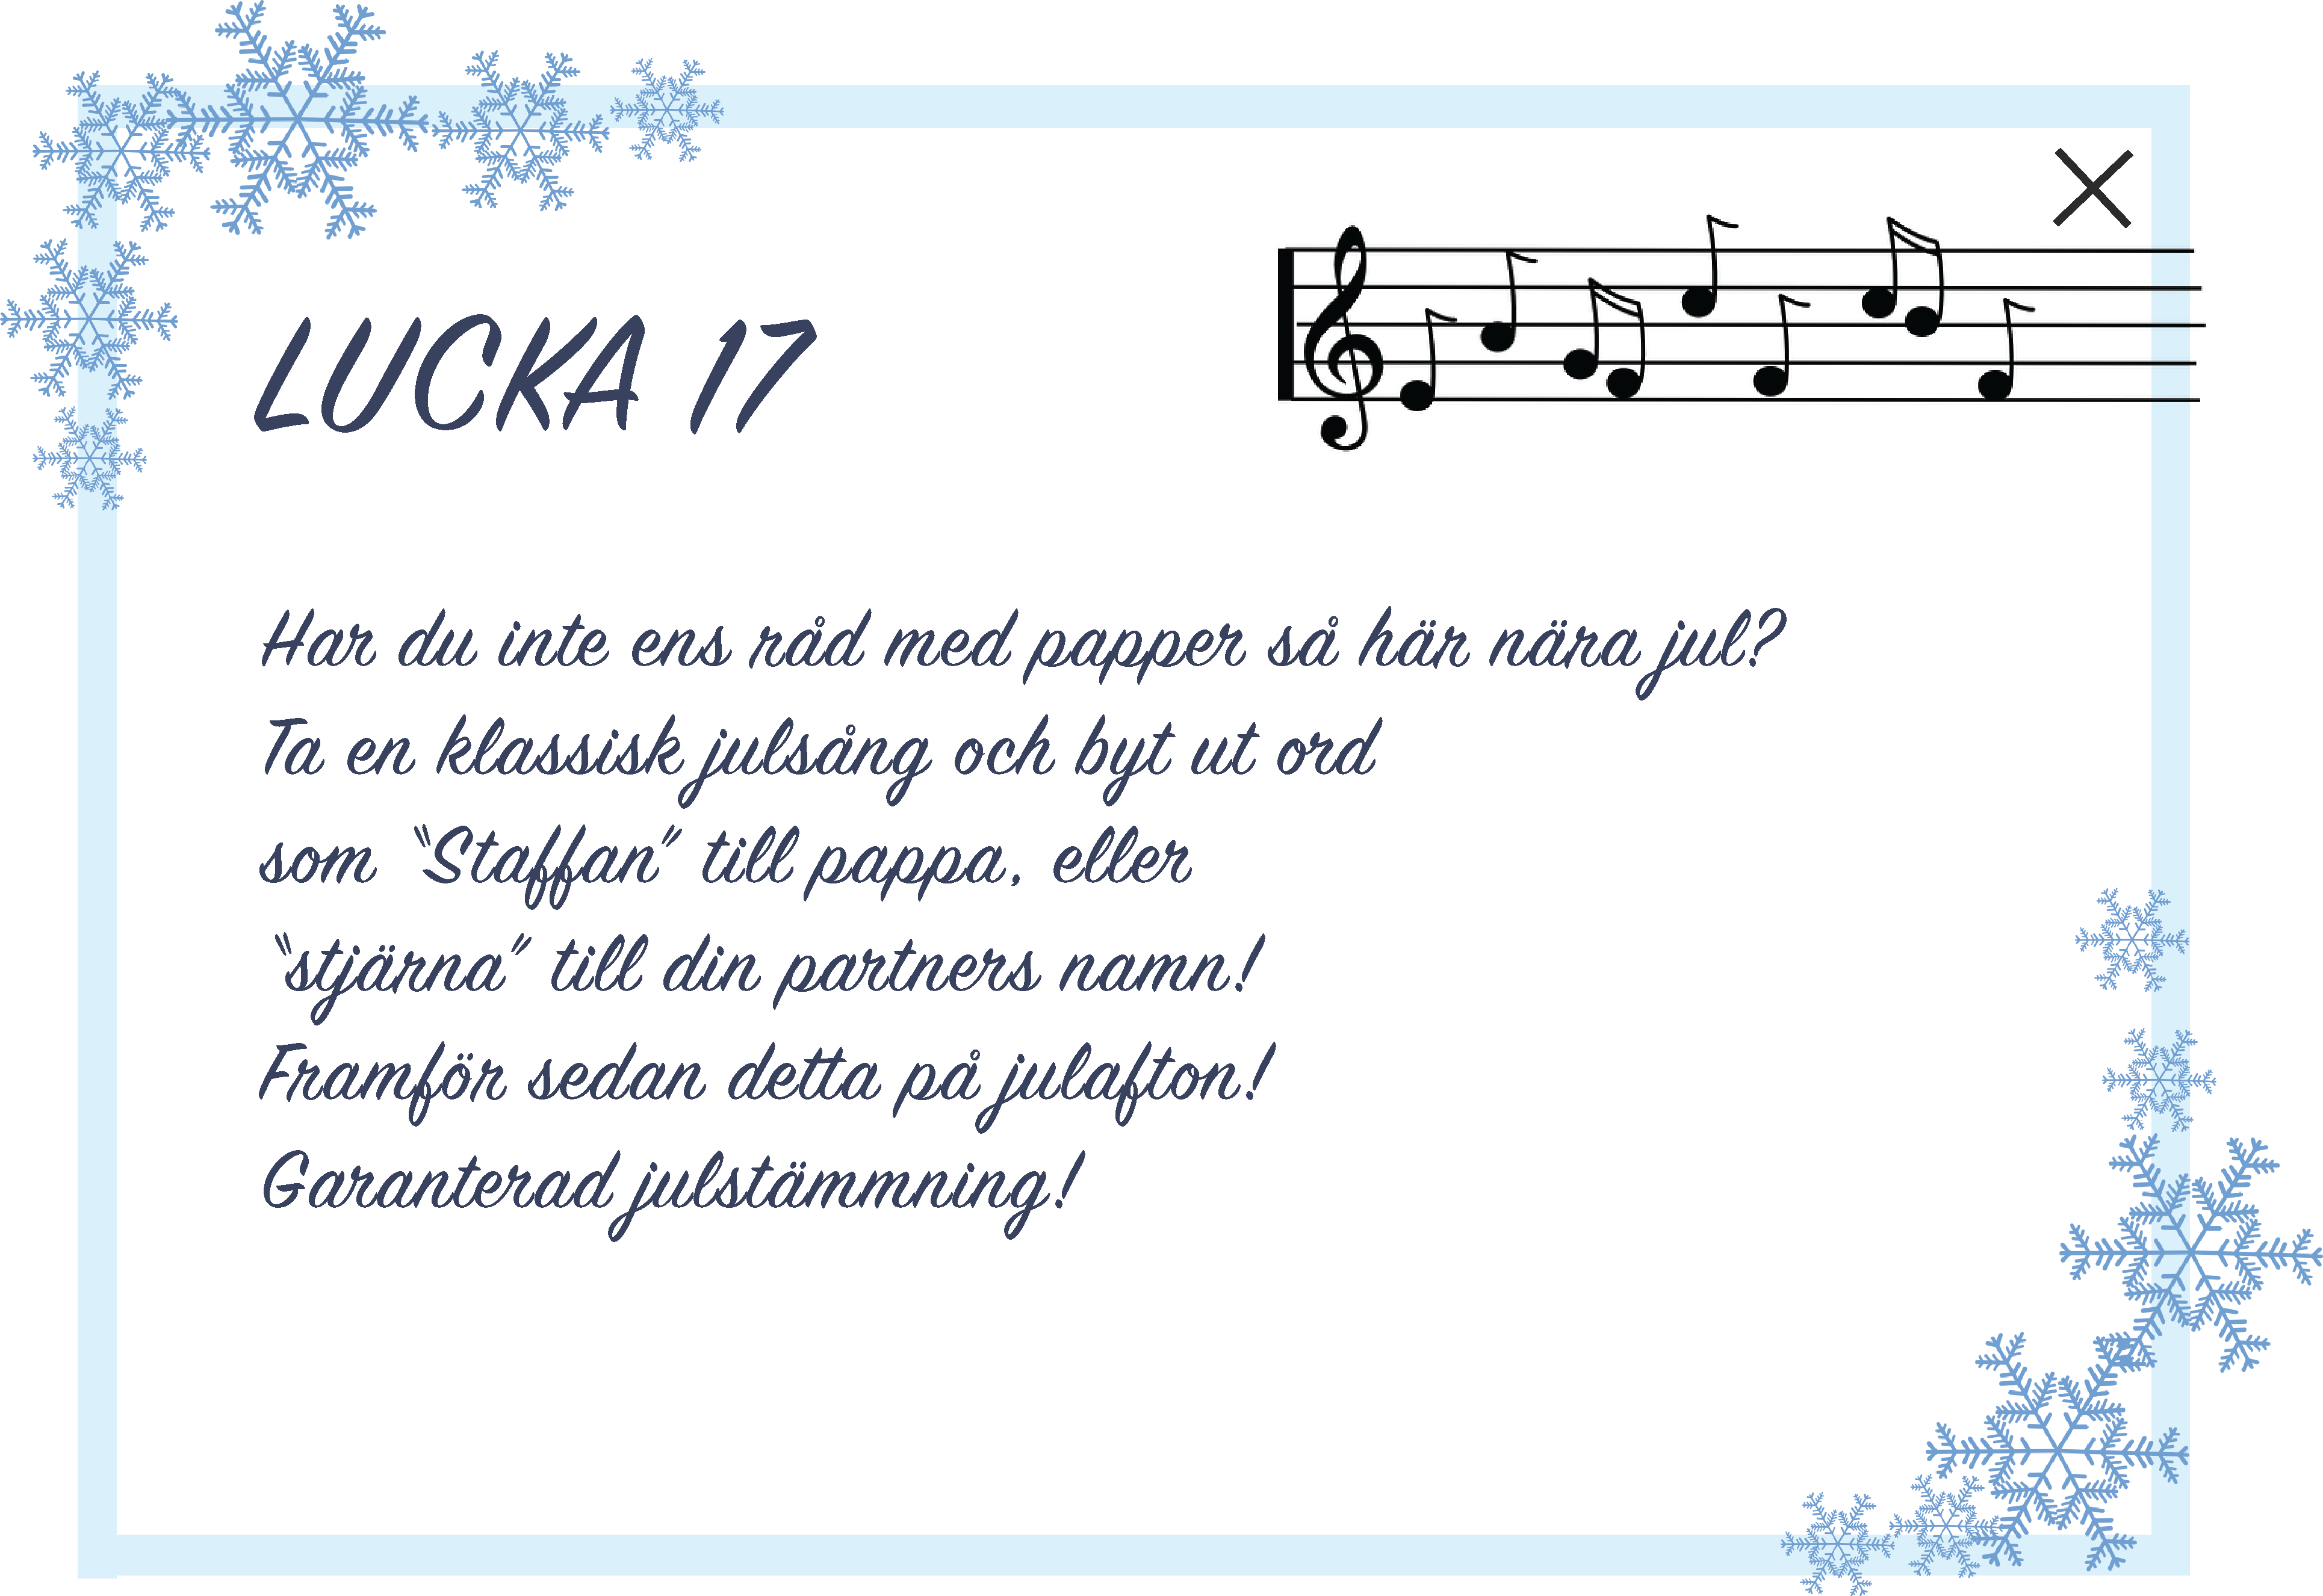 LUCKA 17
Har du inte ens råd med papper så här nära jul?
Ta en klassisk julsång och byt ut ord
som "Staffan" till pappa, eller
"stjärna" till din partners namn!
Framför sedan detta på julafton!
Garanterad julstämmning!